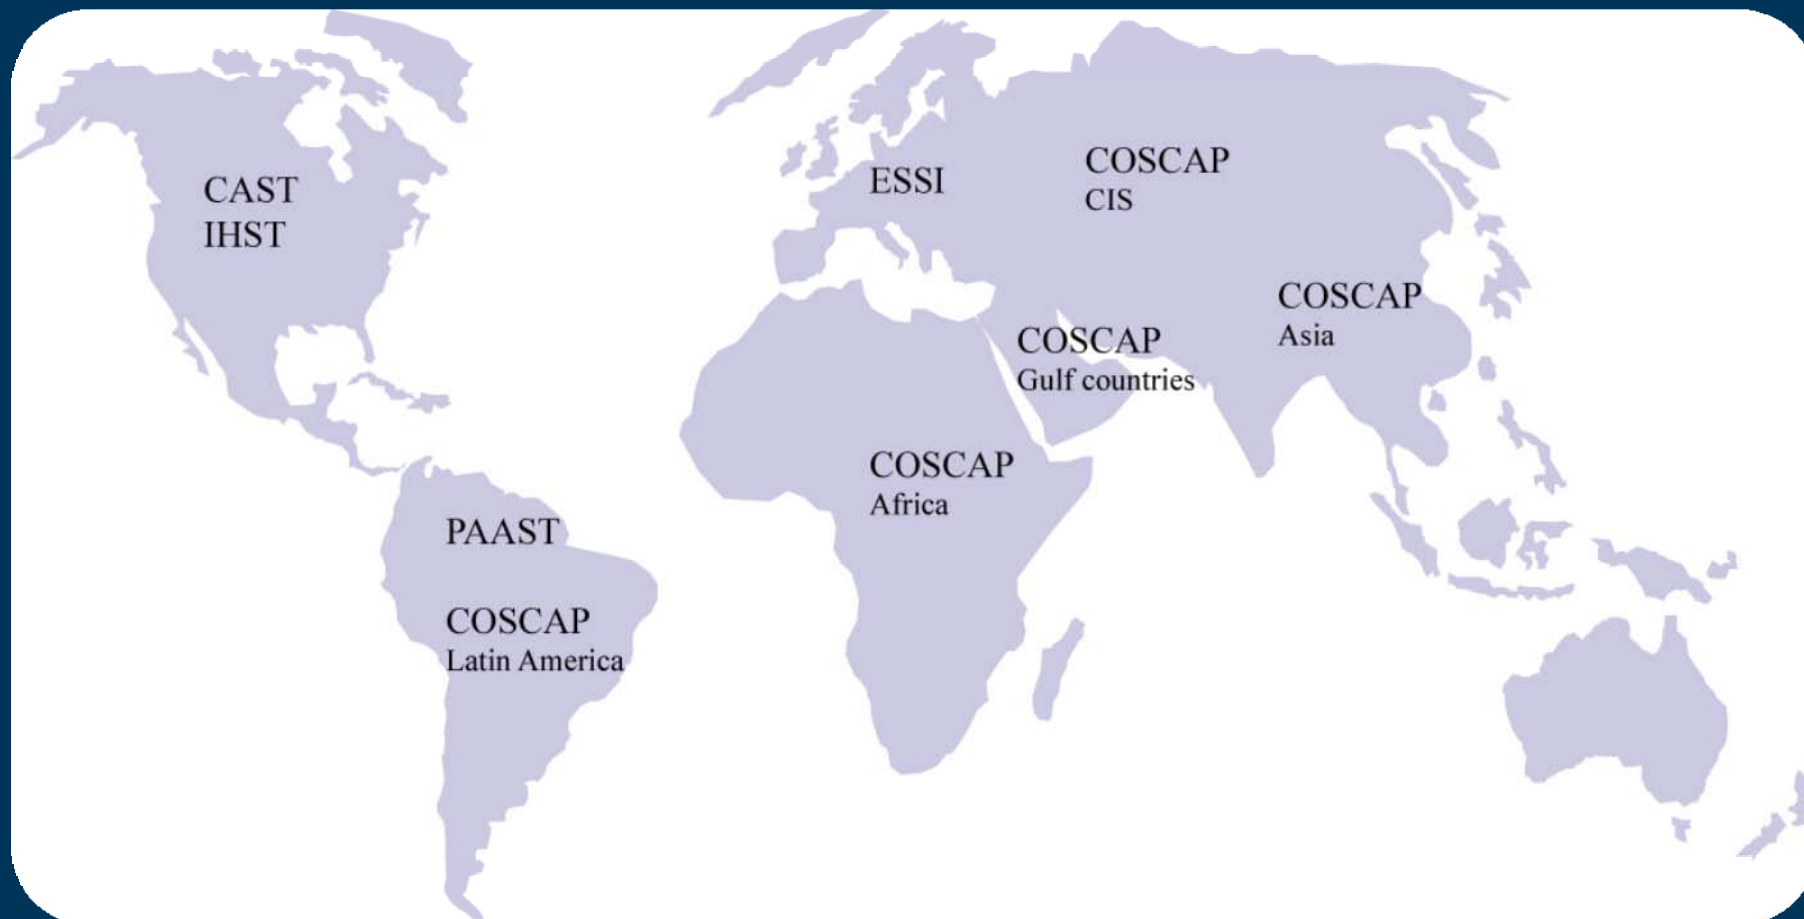 CAST
IHST
ESSI
COSCAP
CIS
COSCAP
Asia
COSCAP
Gulf countries
COSCAP
Africa
PAAST
COSCAP
Latin America